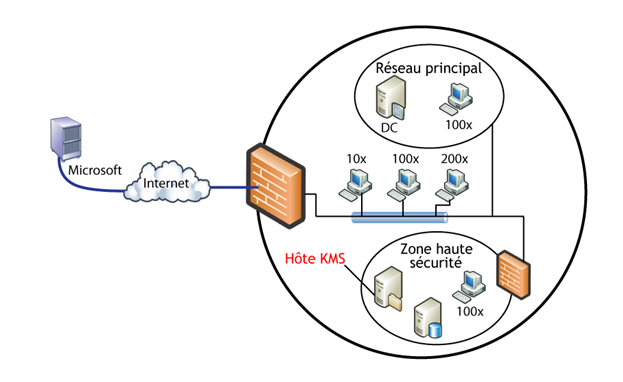 Réseau principal
DC
100x
Microsoft
Internet
10x
100x
200x
Hôte KMS
Zone haute
sécurité
100x